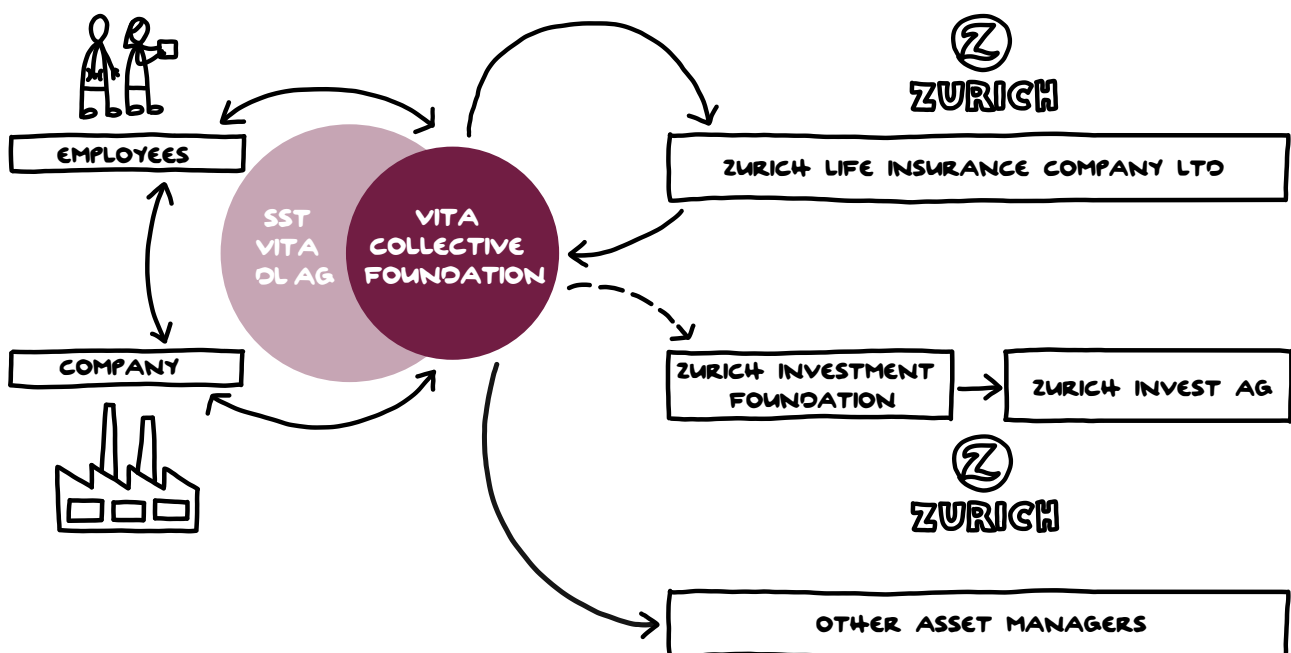 Z
ZURICH
EMPLOYEES
ZURICH LIFE INSURANCE COMPANY LTD
SST
VITA
DL AG
VITA
COLLECTIVE
FOUNDATION
COMPANY
ZURICH INVESTMENT
FOUNDATION
ZURICH INVEST AG
Z
ZURICH
OTHER ASSET MANAGERS